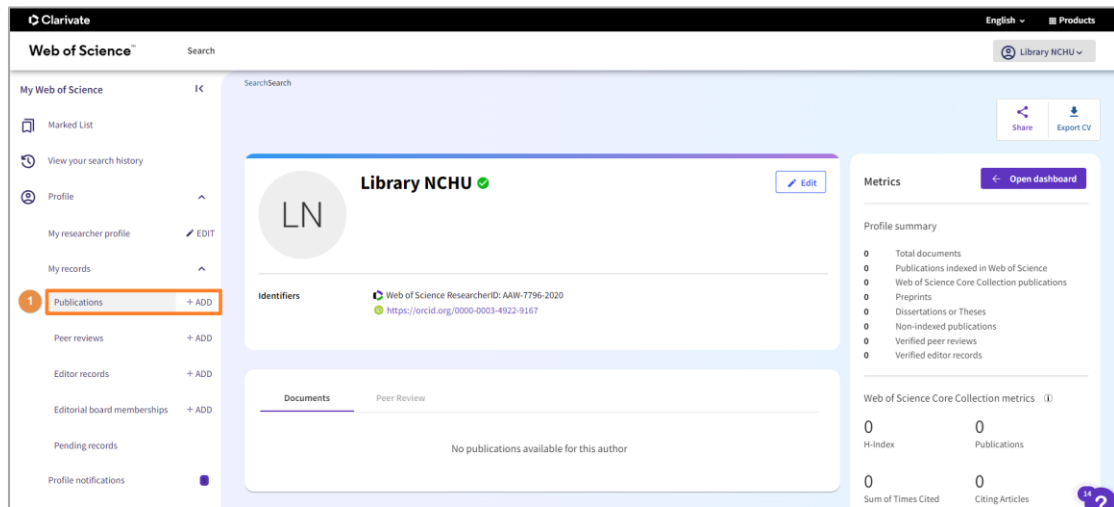 Clarivate
English
Products
Web of Science™
Search
Library NCHU
My Web of Science
Marked List
View your search history
Profile
My researcher profile
EDIT
My records
1
Publications
+ ADD
Peer reviews
+ ADD
Editor records
+ ADD
Editorial board memberships
+ ADD
Pending records
Profile notifications
SearchSearch
Share
Export CV
LN
Library NCHU
Edit
Identifiers
Web of Science ResearcherID: AAW-7796-2020
https://orcid.org/0000-0003-4922-9167
Documents
Peer Review
No publications available for this author
Metrics
← Open dashboard
Profile summary
0 Total documents
0 Publications indexed in Web of Science
0 Web of Science Core Collection publications
0 Preprints
0 Dissertations or Theses
0 Non-indexed publications
0 Verified peer reviews
0 Verified editor records
Web of Science Core Collection metrics
0
H-Index
0
Publications
0
Sum of Times Cited
0
Citing Articles
14
?